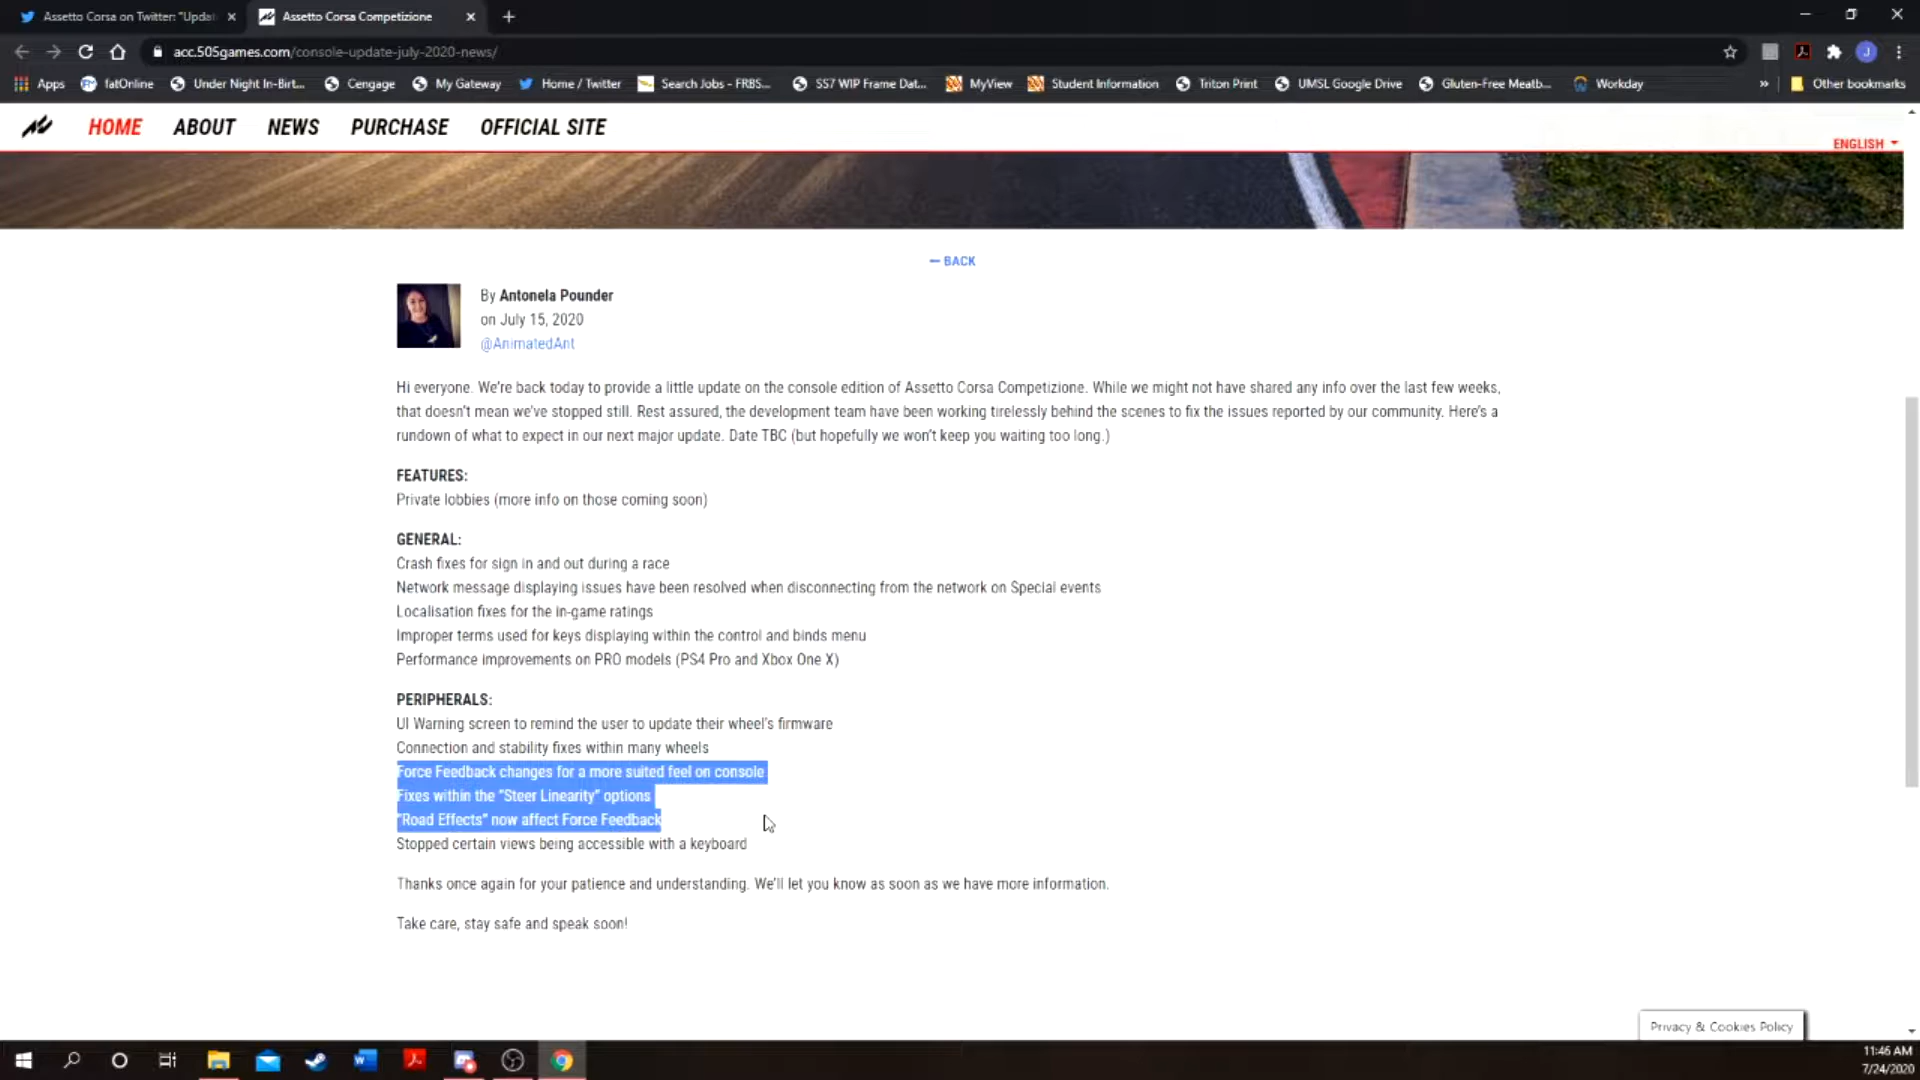 Assetto Corsa on Twitter: "Updat
Assetto Corsa Competizione
acc.505games.com/console-update-july-2020-news/
Apps
fatOnline
Under Night In-Birt...
Cengage
My Gateway
Home / Twitter
Search Jobs - FRBS...
SS7 WIP Frame Dat...
MyView
Student Information
Triton Print
UMSL Google Drive
Gluten-Free Meatb...
Workday
»
Other bookmarks
HOME ABOUT NEWS PURCHASE OFFICIAL SITE
ENGLISH
BACK
By Antonela Pounder
on July 15, 2020
@AnimatedAnt
Hi everyone. We're back today to provide a little update on the console edition of Assetto Corsa Competizione. While we might not have shared any info over the last few weeks,
that doesn't mean we've stopped still. Rest assured, the development team have been working tirelessly behind the scenes to fix the issues reported by our community. Here's a
rundown of what to expect in our next major update. Date TBC (but hopefully we won't keep you waiting too long.)
FEATURES:
Private lobbies (more info on those coming soon)
GENERAL:
Crash fixes for sign in and out during a race
Network message displaying issues have been resolved when disconnecting from the network on Special events
Localisation fixes for the in-game ratings
Improper terms used for keys displaying within the control and binds menu
Performance improvements on PRO models (PS4 Pro and Xbox One X)
PERIPHERALS:
UI Warning screen to remind the user to update their wheel's firmware
Connection and stability fixes within many wheels
Force Feedback changes for a more suited feel on console
Fixes within the "Steer Linearity" options
"Road Effects" now affect Force Feedback
Stopped certain views being accessible with a keyboard
Thanks once again for your patience and understanding. We'll let you know as soon as we have more information.
Take care, stay safe and speak soon!
Privacy & Cookies Policy
11:46 AM
7/24/2020